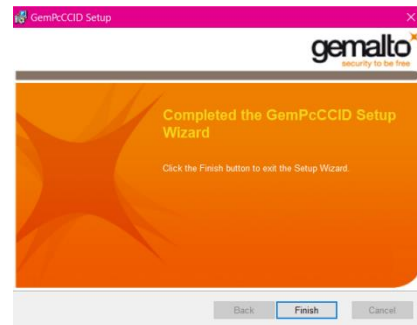 GemPcCCID Setup
gemalto
security to be free
Completed the GemPcCCID Setup
Wizard
Click the Finish button to exit the Setup Wizard.
Back Finish Cancel